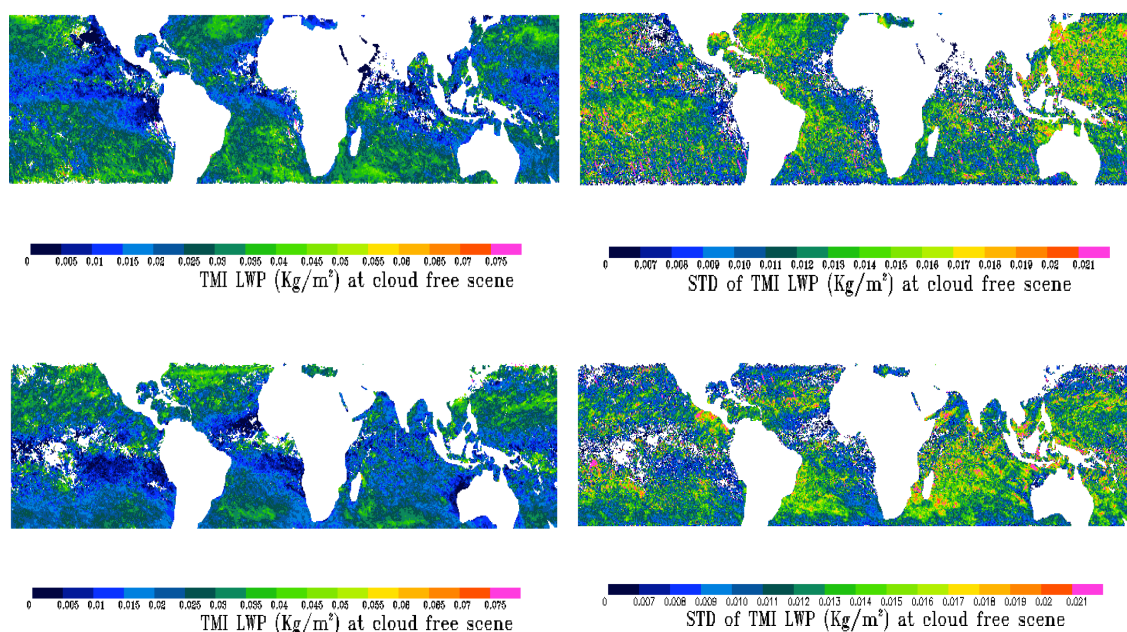 0 0.005 0.01 0.015 0.02 0.025 0.03 0.035 0.04 0.045 0.05 0.055 0.06 0.065 0.07 0.075
TMI LWP (Kg/m²) at cloud free scene
0 0.007 0.008 0.009 0.010 0.011 0.012 0.013 0.014 0.015 0.016 0.017 0.018 0.019 0.02 0.021
STD of TMI LWP (Kg/m²) at cloud free scene
0 0.005 0.01 0.015 0.02 0.025 0.03 0.035 0.04 0.045 0.05 0.055 0.06 0.065 0.07 0.075
TMI LWP (Kg/m²) at cloud free scene
0 0.007 0.008 0.009 0.010 0.011 0.012 0.013 0.014 0.015 0.016 0.017 0.018 0.019 0.02 0.021
STD of TMI LWP (Kg/m²) at cloud free scene